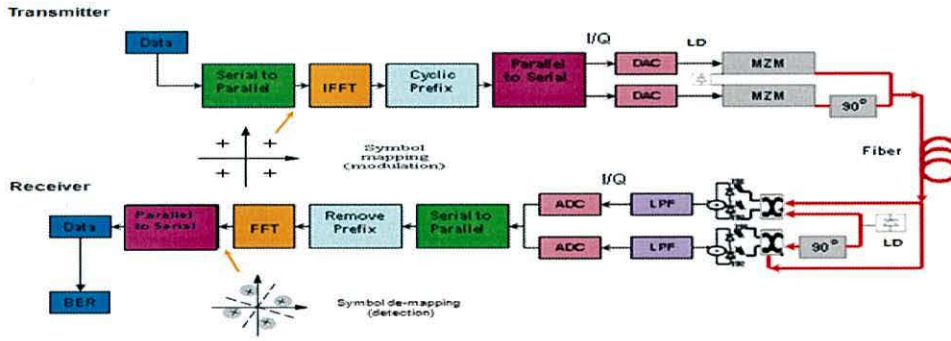 Transmitter
Data
Serial to
Parallel
IFFT
Cyclic
Prefix
Parallel
to Serial
I/Q
DAC
DAC
LD
MZM
MZM
90°
Symbol
mapping
(modulation)
Fiber
Receiver
Data
BER
Parallel
to Serial
FFT
Remove
Prefix
Serial to
Parallel
I/Q
ADC
ADC
LPF
LPF
90°
LD
Symbol de-mapping
(detection)